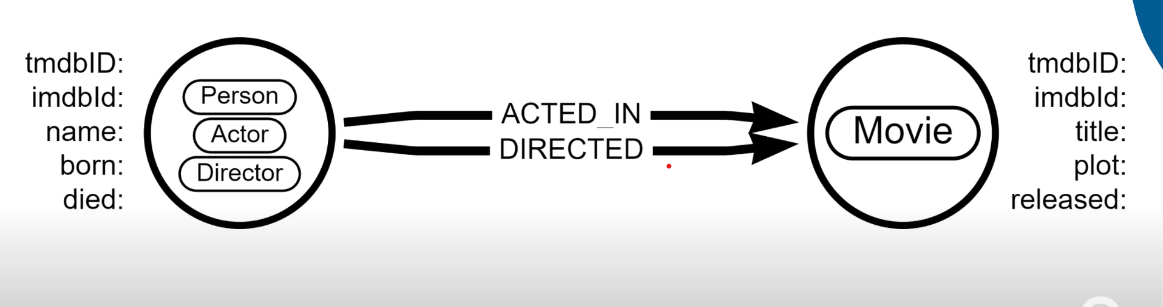 tmdbID:
imdbId:
name:
born:
died:
Person
Actor
Director
ACTED_IN
DIRECTED
Movie
tmdbID:
imdbId:
title:
plot:
released: